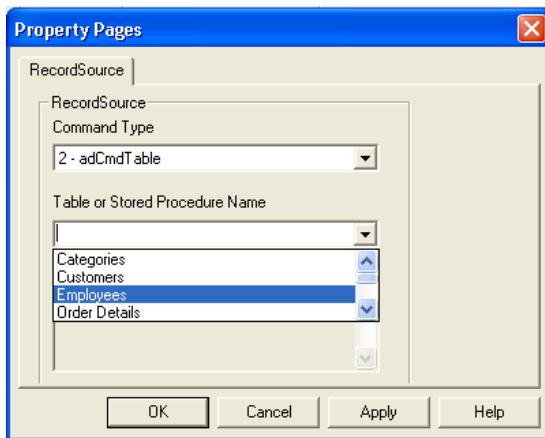 Property Pages
RecordSource
RecordSource
Command Type
2 - adCmdTable
Table or Stored Procedure Name
Categories
Customers
Employees
Order Details
OK Cancel Apply Help